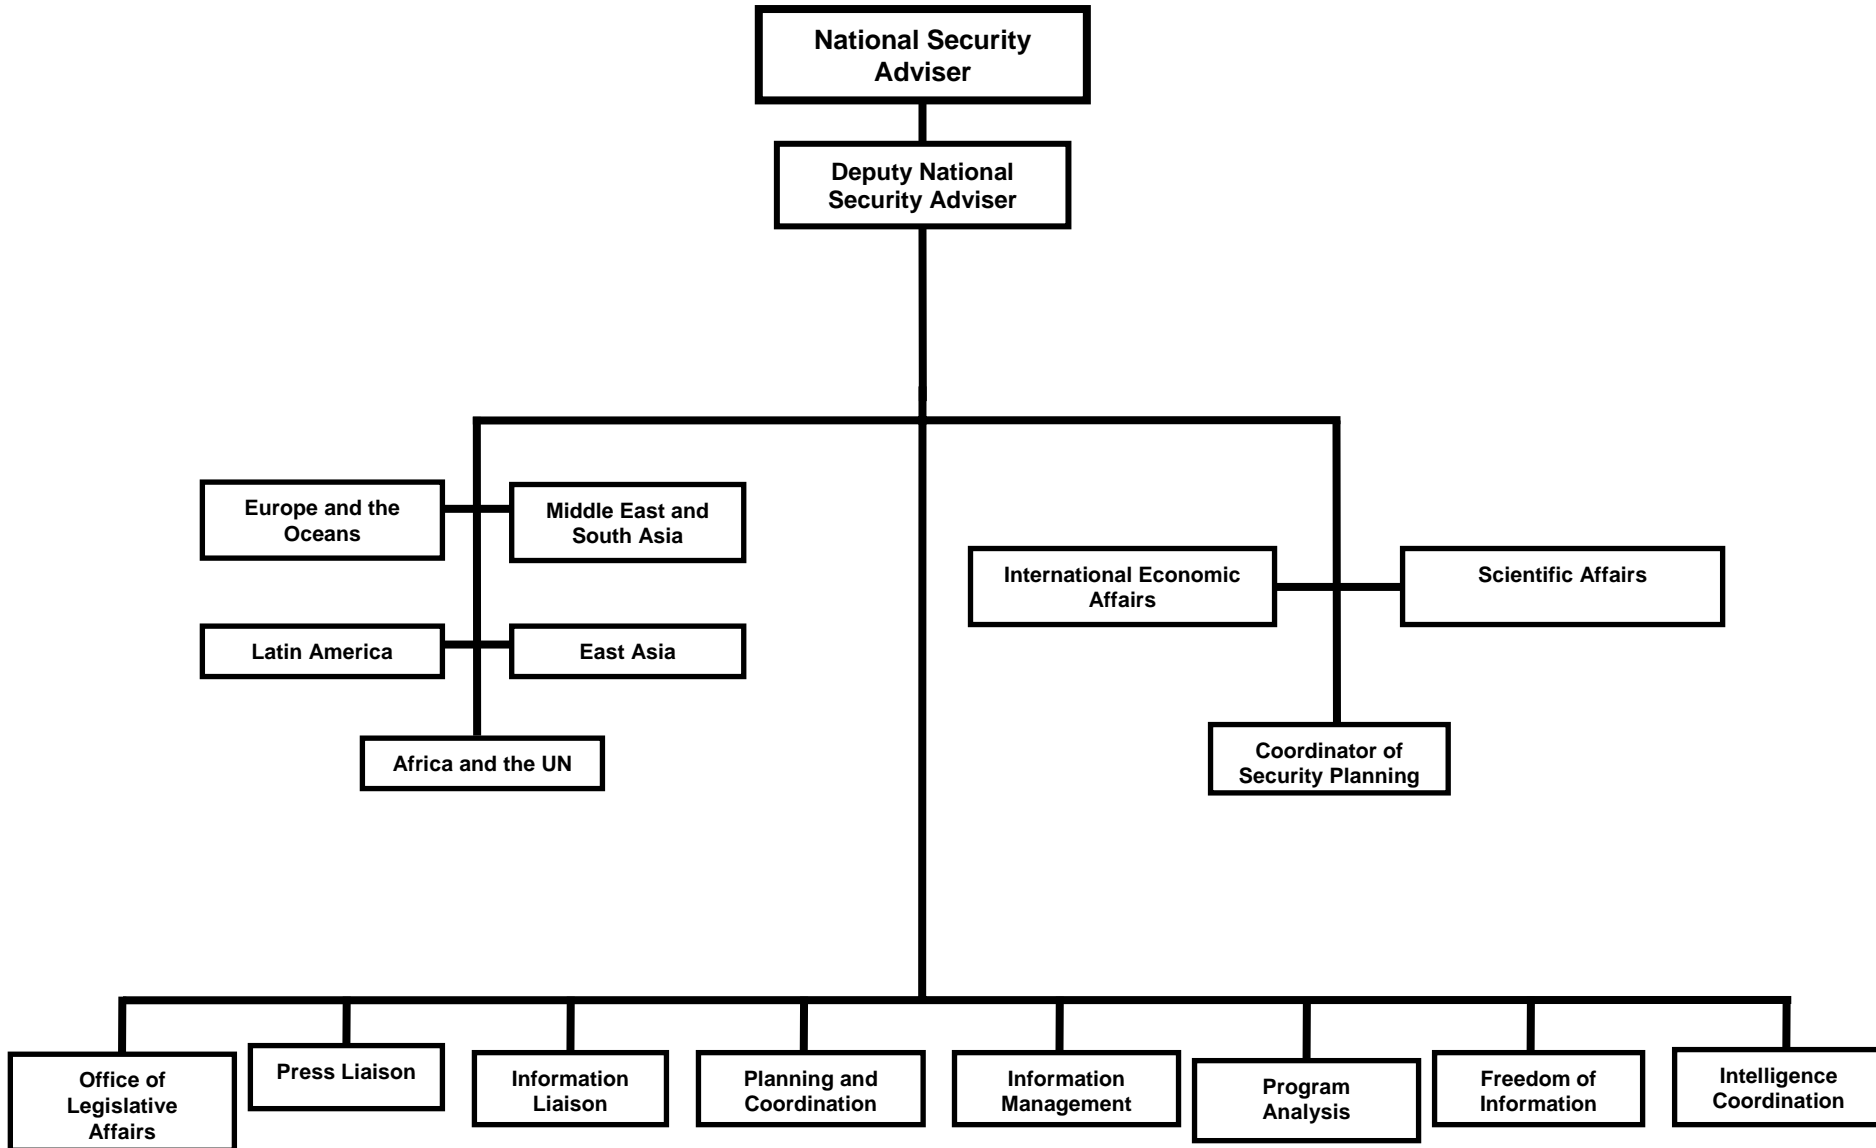 National Security
Adviser
Deputy National
Security Adviser
Europe and the
Oceans
Middle East and
South Asia
International Economic
Affairs
Scientific Affairs
Latin America
East Asia
Africa and the UN
Coordinator of
Security Planning
Office of
Legislative
Affairs
Press Liaison
Information
Liaison
Planning and
Coordination
Information
Management
Program
Analysis
Freedom of
Information
Intelligence
Coordination